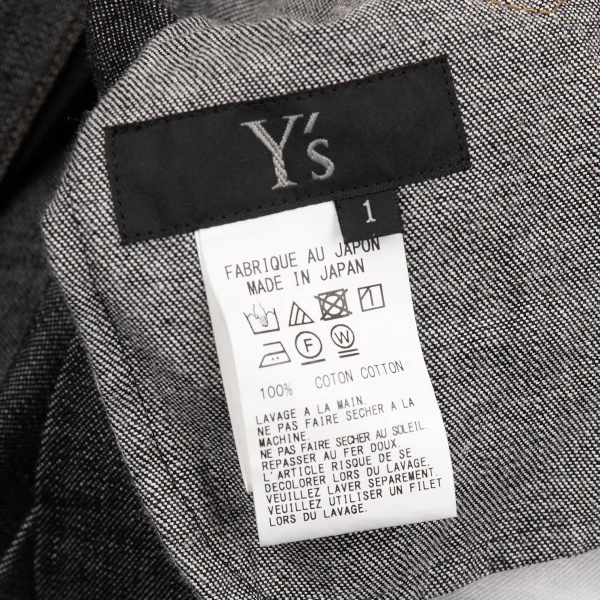 Y's
1
FABRIQUE AU JAPON
MADE IN JAPAN
1
F W
100% COTON COTTON
LAVAGE A LA MAIN.
NE PAS FAIRE SECHER A LA
MACHINE.
NE PAS FAIRE SECHER AU SOLEIL.
REPASSER AU FER DOUX.
L'ARTICLE RISQUE DE SE
DECOLORER LORS DU LAVAGE.
VEUILLEZ LAVER SEPAREMENT.
VEUILLEZ UTILISER UN FILET
LORS DU LAVAGE.